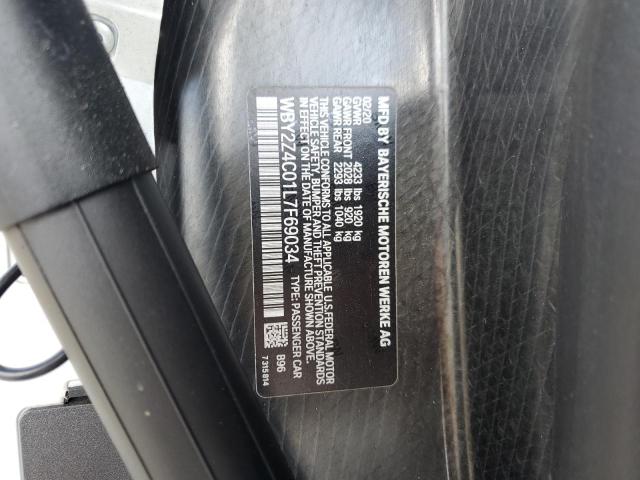 MFD BY BAYERISCHE MOTOREN WERKE AG
02/20
GVWR 4233 lbs 1920 kg
GAWR FRONT 2028 lbs 920 kg
GAWR REAR 2293 lbs 1040 kg
THIS VEHICLE CONFORMS TO ALL APPLICABLE U.S. FEDERAL MOTOR
VEHICLE SAFETY, BUMPER AND THEFT PREVENTION STANDARDS
IN EFFECT ON THE DATE OF MANUFACTURE SHOWN ABOVE.
WBY2Z4C01L7F69034 TYPE: PASSENGER CAR
B96
7315814